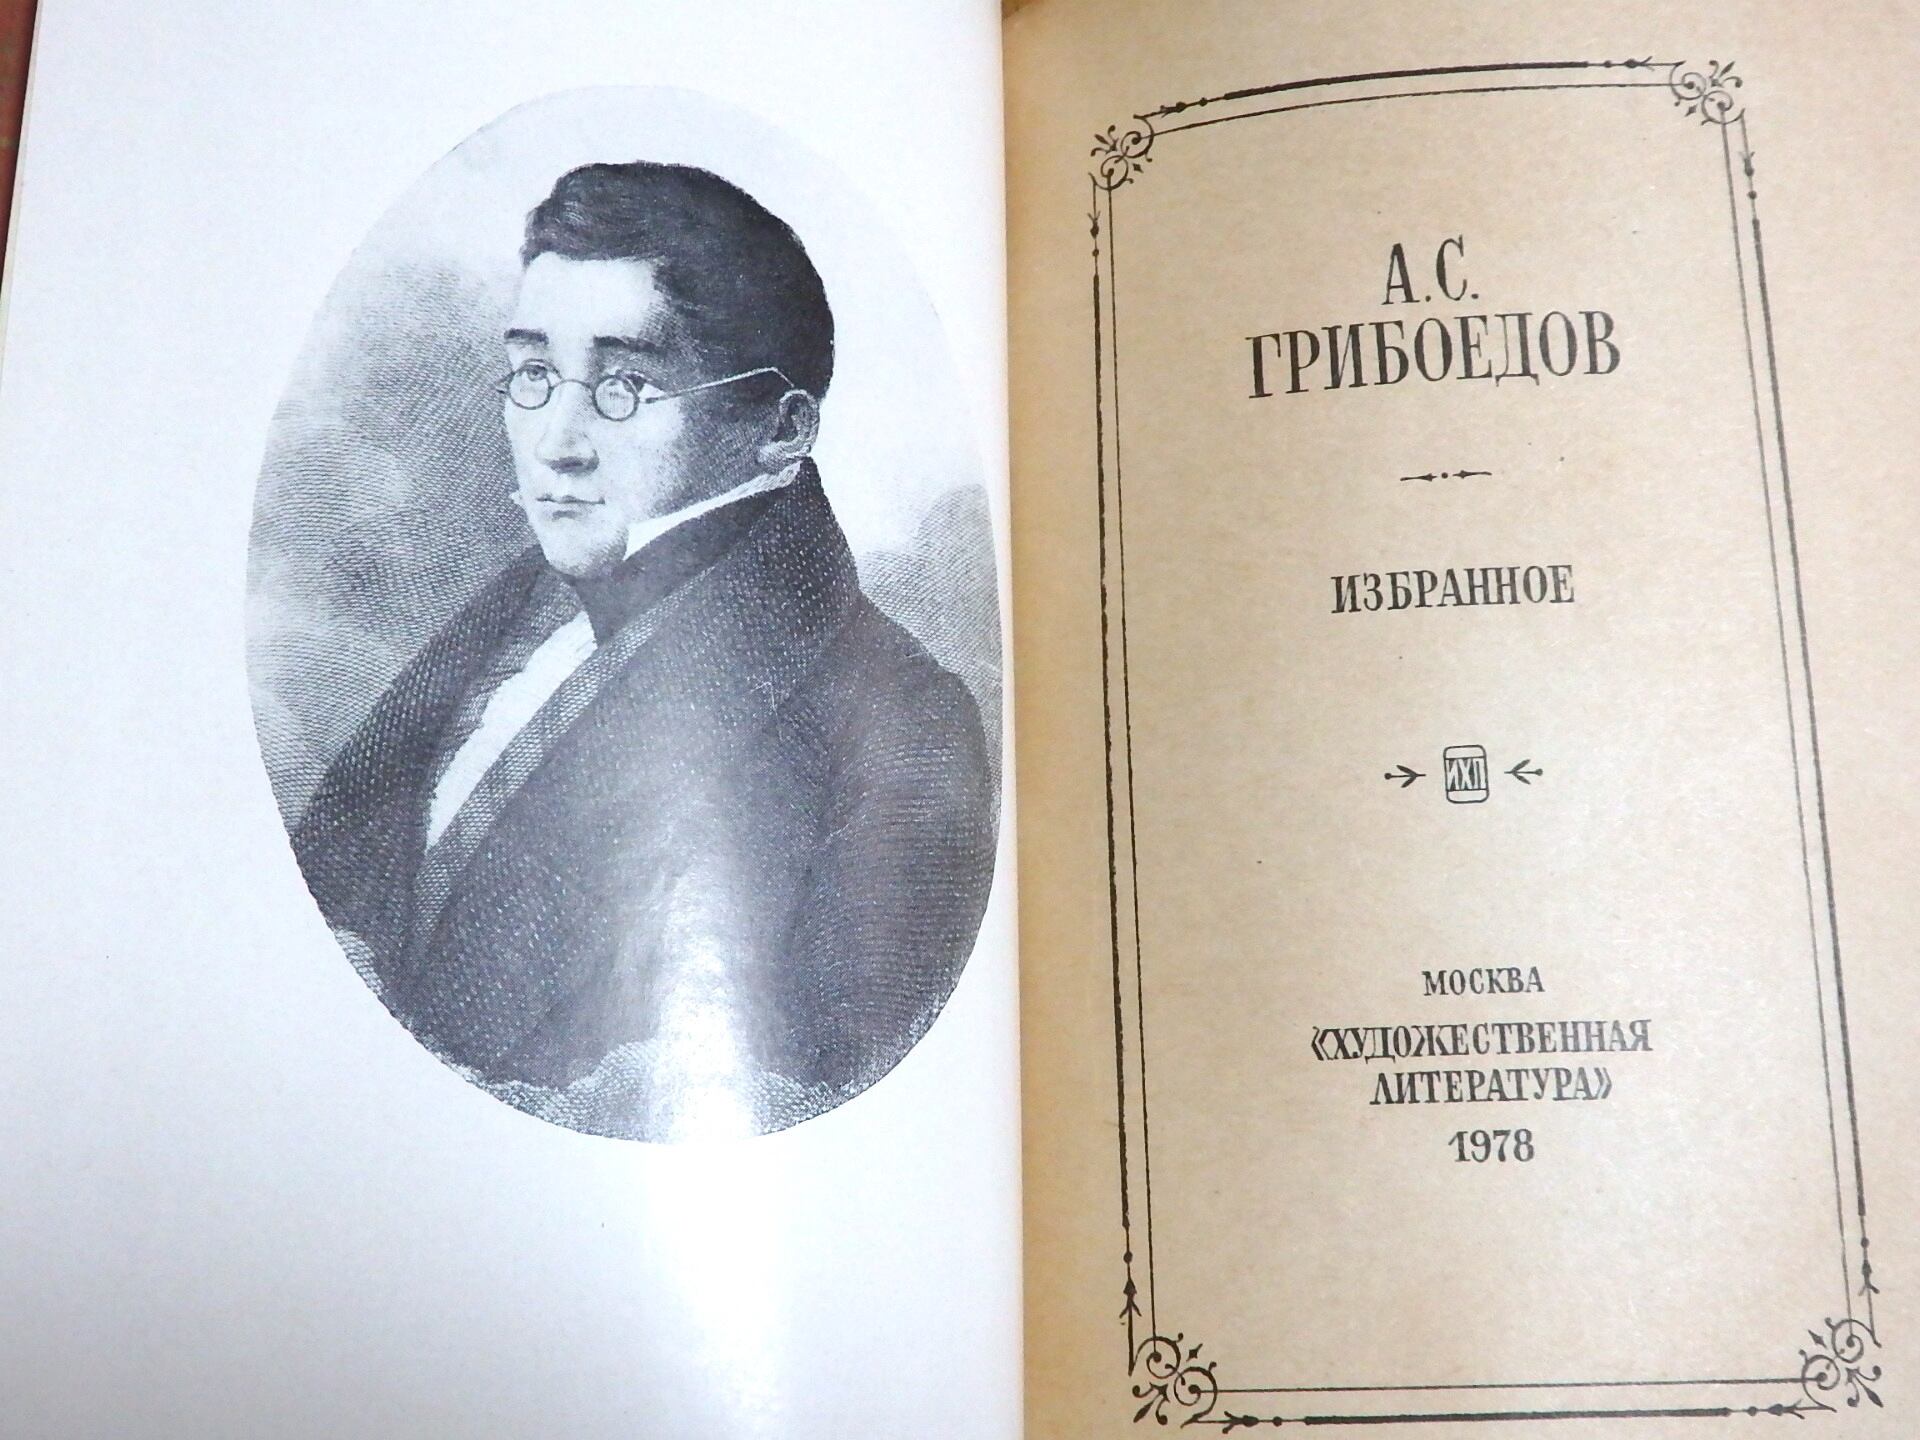 А.С.
ГРИБОЕДОВ
ИЗБРАННОЕ
ИХЛ
МОСКВА
«ХУДОЖЕСТВЕННАЯ
ЛИТЕРАТУРА»
1978